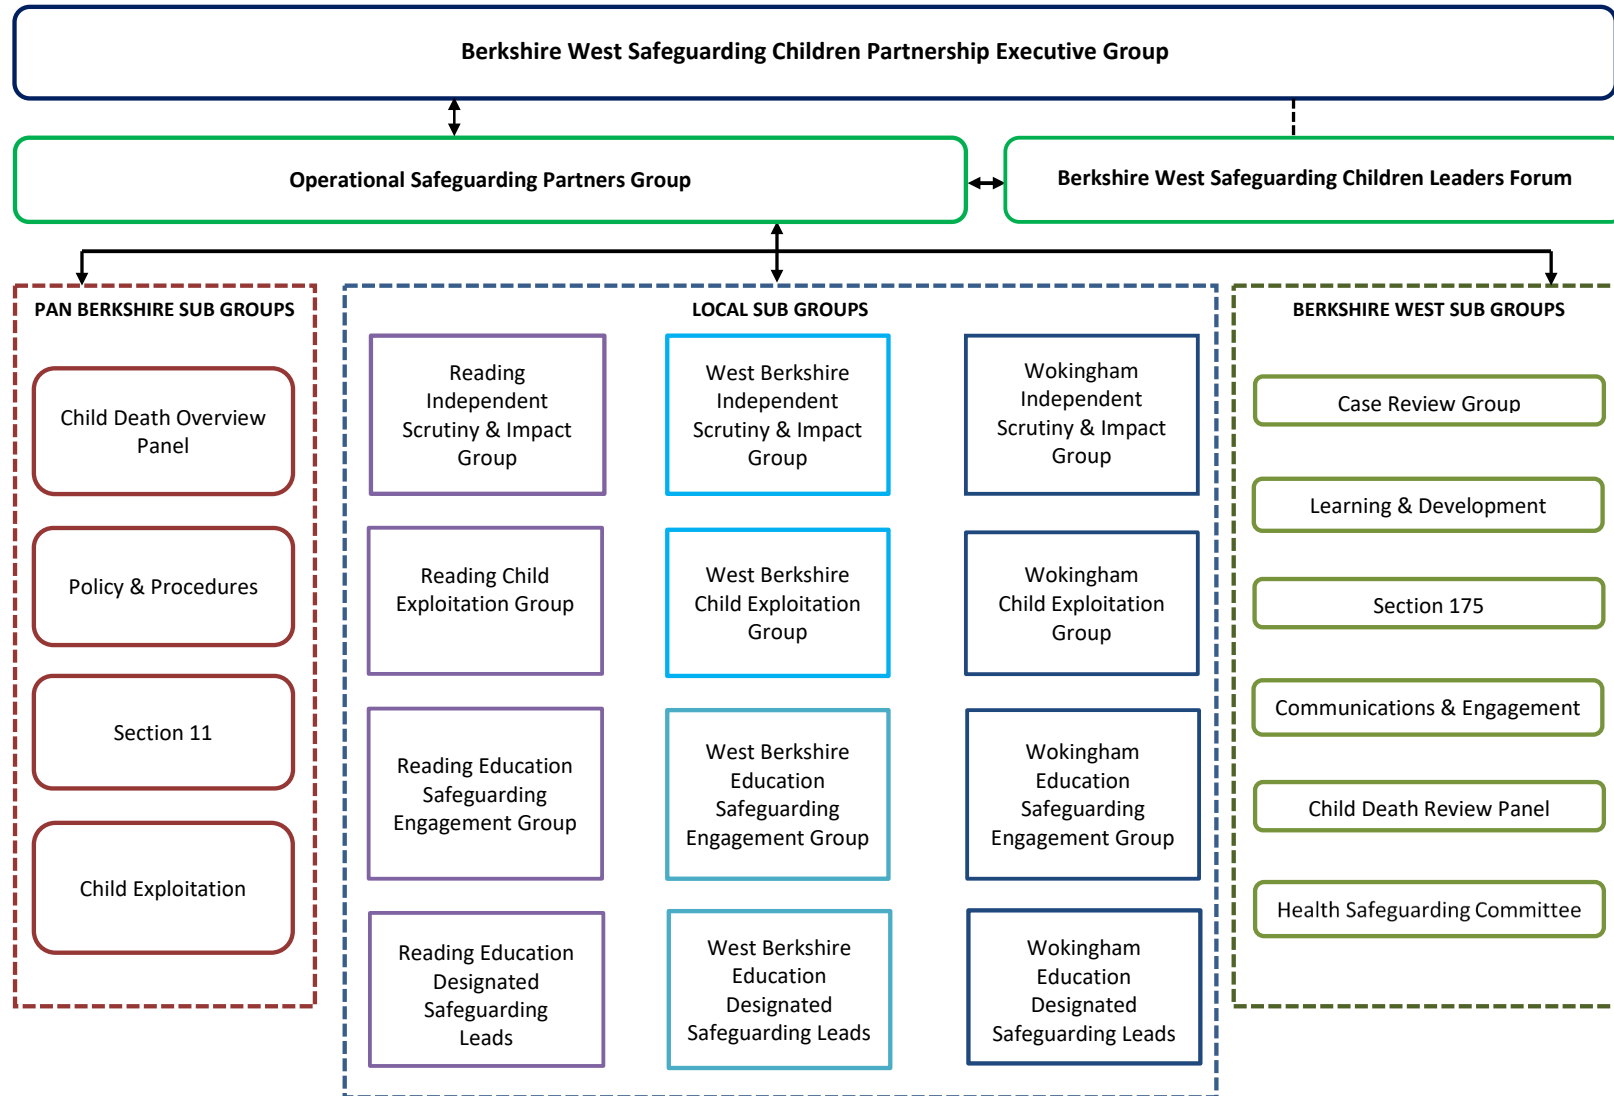 Berkshire West Safeguarding Children Partnership Executive Group
Operational Safeguarding Partners Group
Berkshire West Safeguarding Children Leaders Forum
PAN BERKSHIRE SUB GROUPS
Child Death Overview
Panel
Policy & Procedures
Section 11
Child Exploitation
LOCAL SUB GROUPS
Reading
Independent
Scrutiny & Impact
Group
West Berkshire
Independent
Scrutiny & Impact
Group
Wokingham
Independent
Scrutiny & Impact
Group
Reading Child
Exploitation Group
West Berkshire
Child Exploitation
Group
Wokingham
Child Exploitation
Group
Reading Education
Safeguarding
Engagement Group
West Berkshire
Education
Safeguarding
Engagement Group
Wokingham
Education
Safeguarding
Engagement Group
Reading Education
Designated
Safeguarding
Leads
West Berkshire
Education
Designated
Safeguarding Leads
Wokingham
Education
Designated
Safeguarding Leads
BERKSHIRE WEST SUB GROUPS
Case Review Group
Learning & Development
Section 175
Communications & Engagement
Child Death Review Panel
Health Safeguarding Committee